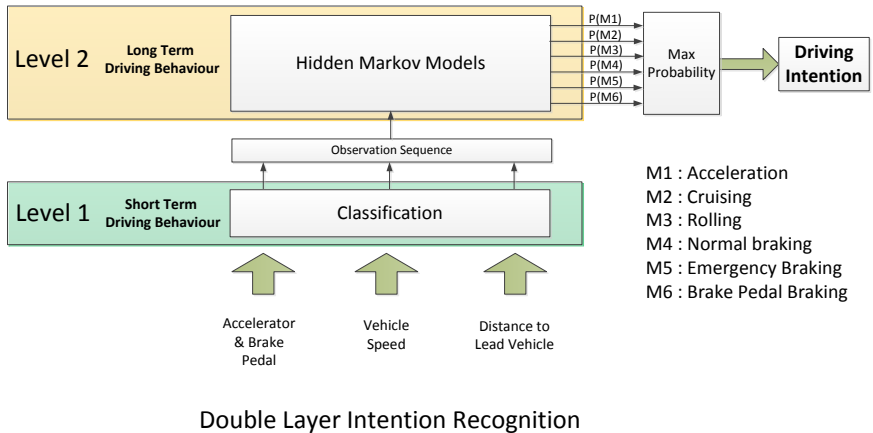 Level 2
Long Term
Driving Behaviour
Hidden Markov Models
P(M1)
P(M2)
P(M3)
P(M4)
P(M5)
P(M6)
Max
Probability
Driving
Intention
Observation Sequence
Level 1
Short Term
Driving Behaviour
Classification
M1 : Acceleration
M2 : Cruising
M3 : Rolling
M4 : Normal braking
M5 : Emergency Braking
M6 : Brake Pedal Braking
Accelerator
& Brake
Pedal
Vehicle
Speed
Distance to
Lead Vehicle
Double Layer Intention Recognition